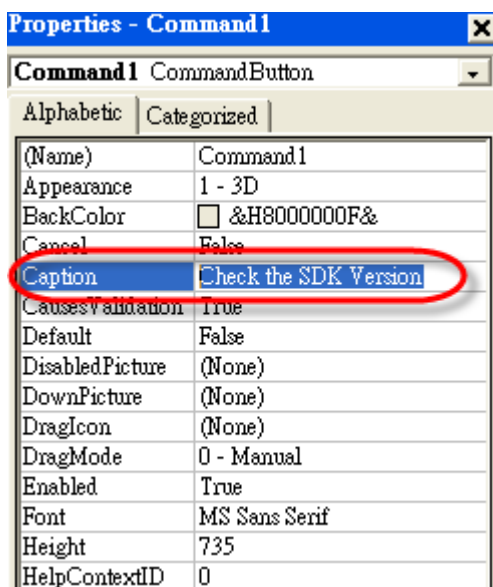 Properties - Command1
Command1 CommandButton
Alphabetic Categorized
(Name) Command1
Appearance 1 - 3D
BackColor &H8000000F&
Cancel False
Caption Check the SDK Version
CausesValidation True
Default False
DisabledPicture (None)
DownPicture (None)
DragIcon (None)
DragMode 0 - Manual
Enabled True
Font MS Sans Serif
Height 735
HelpContextID 0